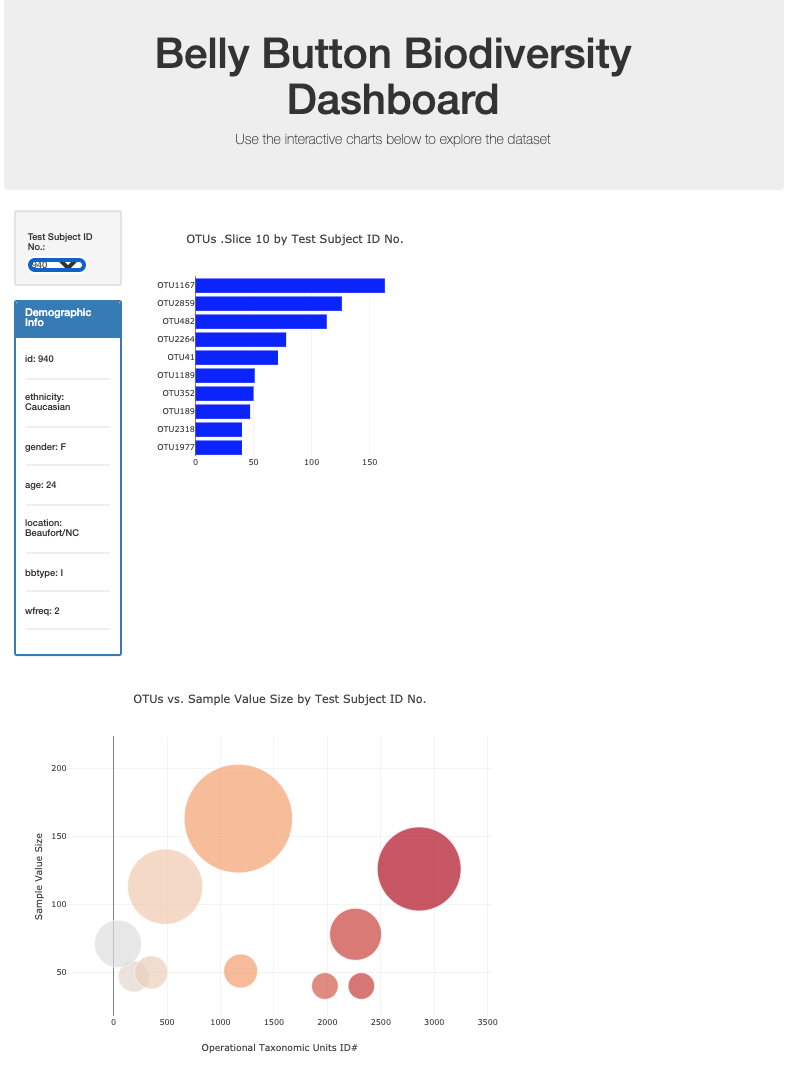 Belly Button Biodiversity
Dashboard
Use the interactive charts below to explore the dataset
Test Subject ID
No.:
940
Demographic
Info
id: 940
ethnicity:
Caucasian
gender: F
age: 24
location:
Beaufort/NC
bbtype: I
wfreq: 2
OTUs .Slice 10 by Test Subject ID No.
OTU1167
OTU2859
OTU482
OTU2264
OTU41
OTU1189
OTU352
OTU189
OTU2318
OTU1977
0 50 100 150
OTUs vs. Sample Value Size by Test Subject ID No.
Sample Value Size
200
150
100
50
0 500 1000 1500 2000 2500 3000 3500
Operational Taxonomic Units ID#